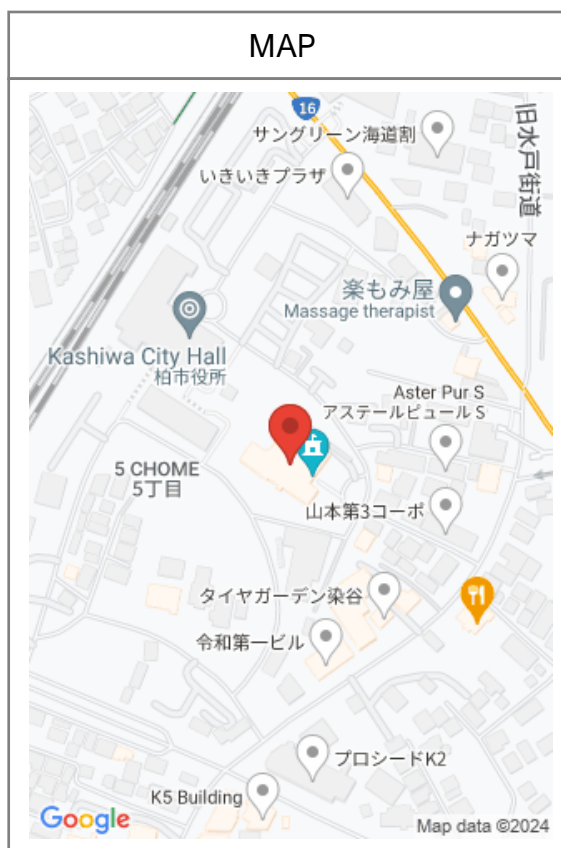 MAP
16
サングリーン海道割
旧水戸街道
いきいきプラザ
ナガツマ
楽もみ屋
Massage therapist
Kashiwa City Hall
柏市役所
Aster Pur S
アステールピュール S
5 CHOME
5丁目
山本第3コーポ
タイヤガーデン染谷
令和第一ビル
プロシードK2
K5 Building
Google
Map data ©2024